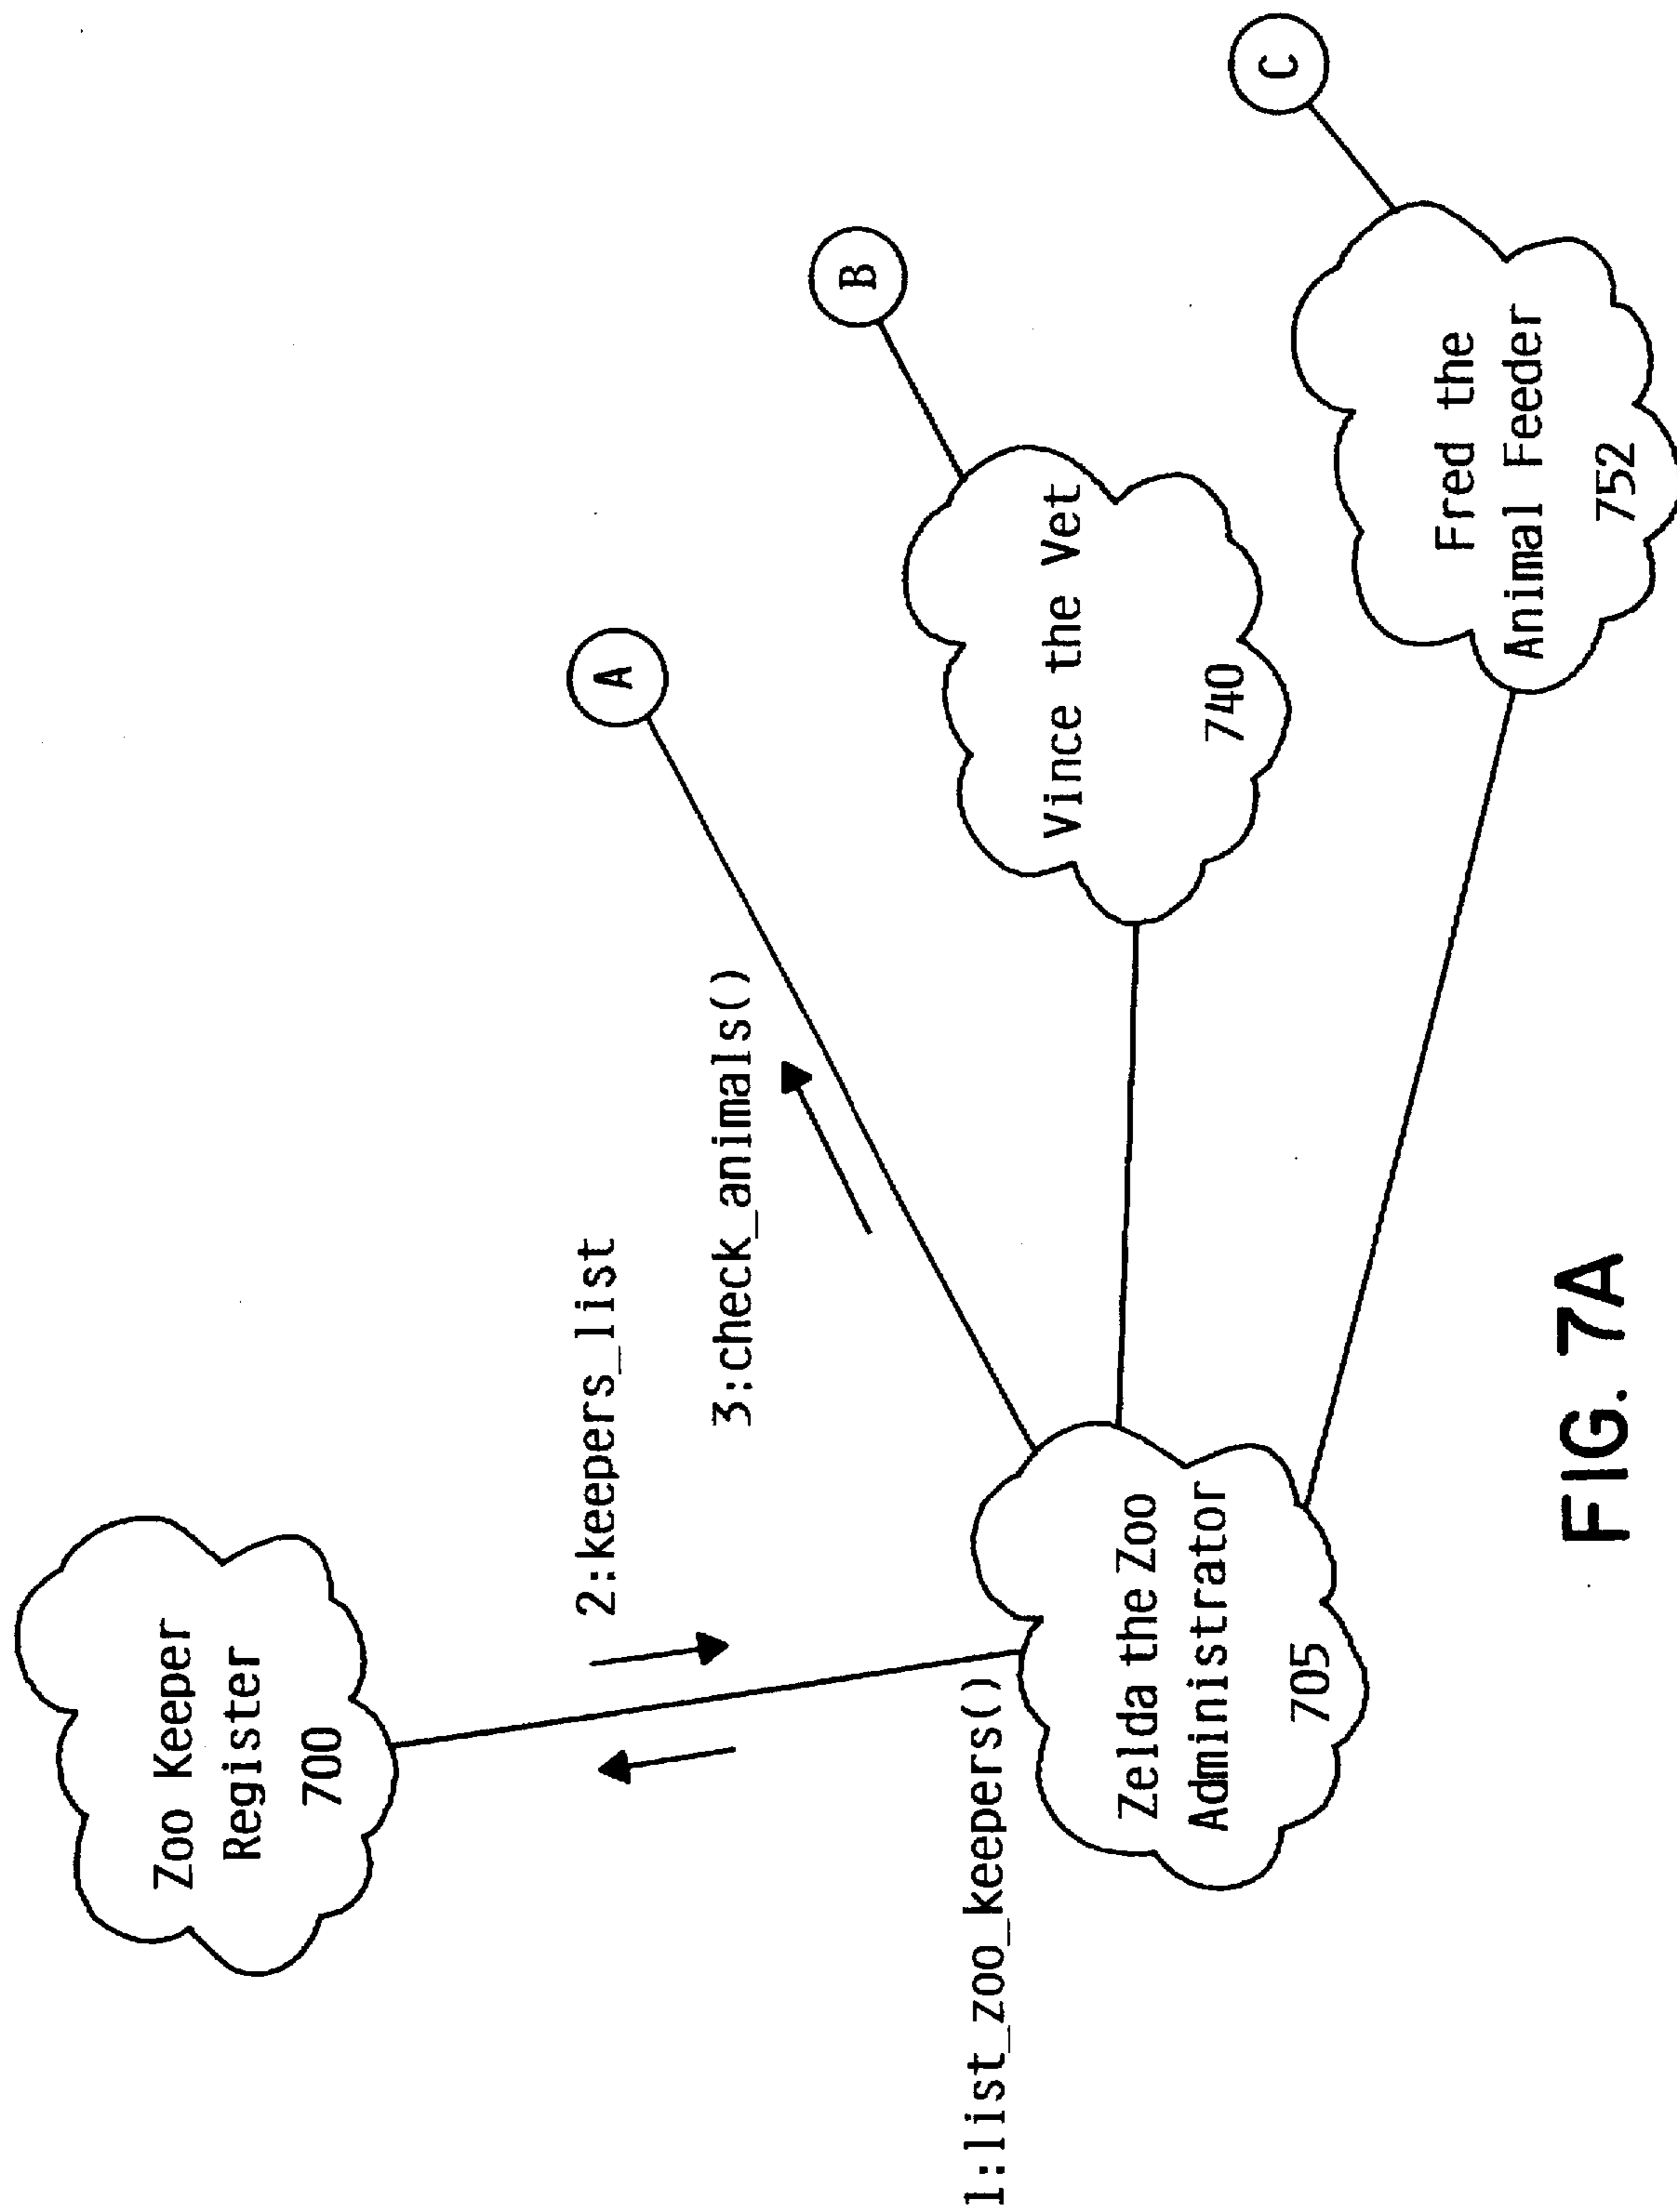 Zoo Keeper
Register
700
2:keepers_list
A
3:check_animals()
B
1:list_zoo_keepers()
Vince the Vet
740
C
Zelda the Zoo
Administrator
705
Fred the
Animal Feeder
752
FIG. 7A